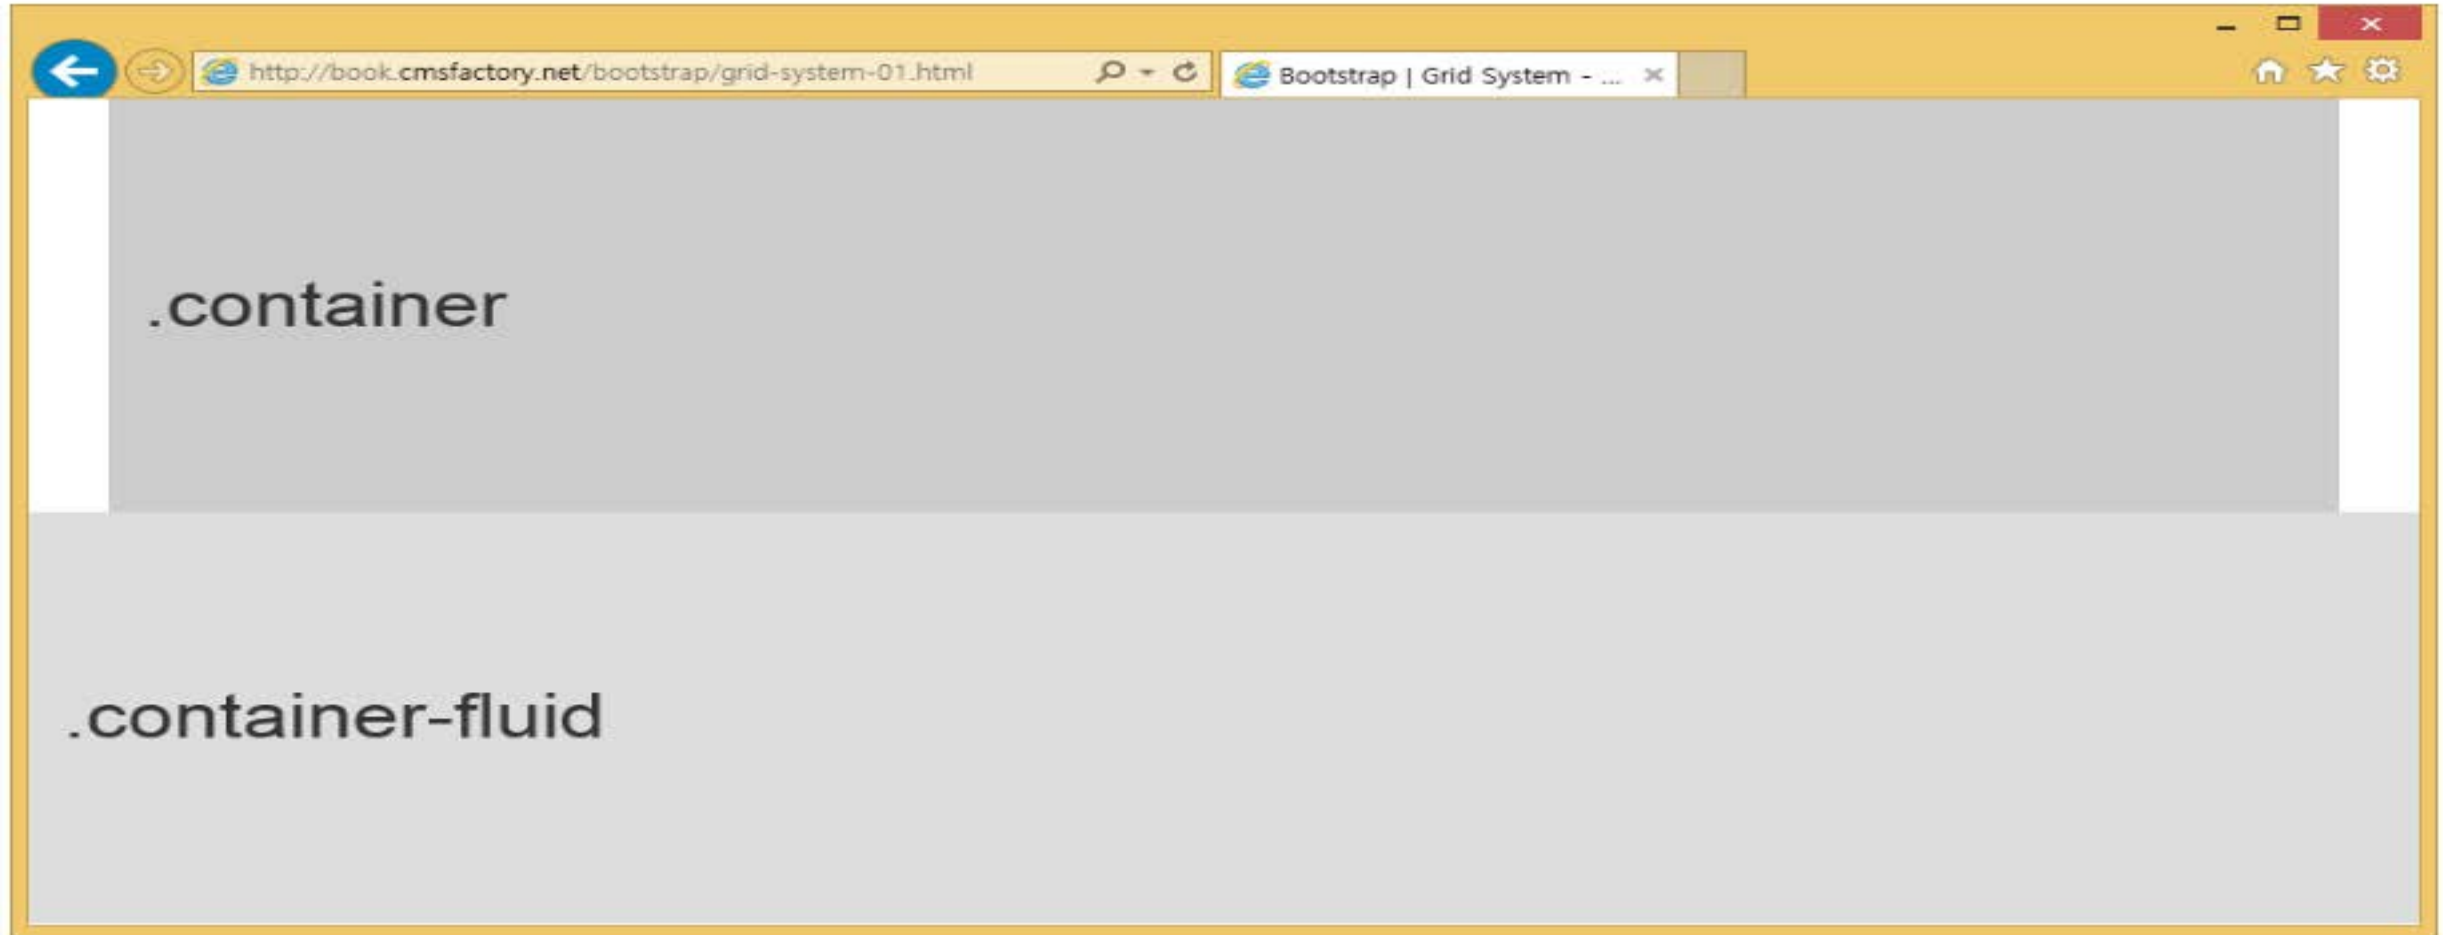 http://book.cmsfactory.net/bootstrap/grid-system-01.html
Bootstrap | Grid System - ...
.container
.container-fluid